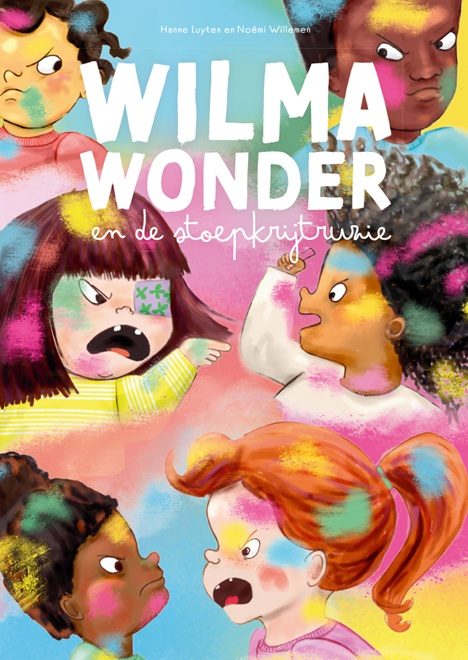 Hanne Luyten en Noëmi Willemen
WILMA
WONDER
en de stoepkrijtruzie